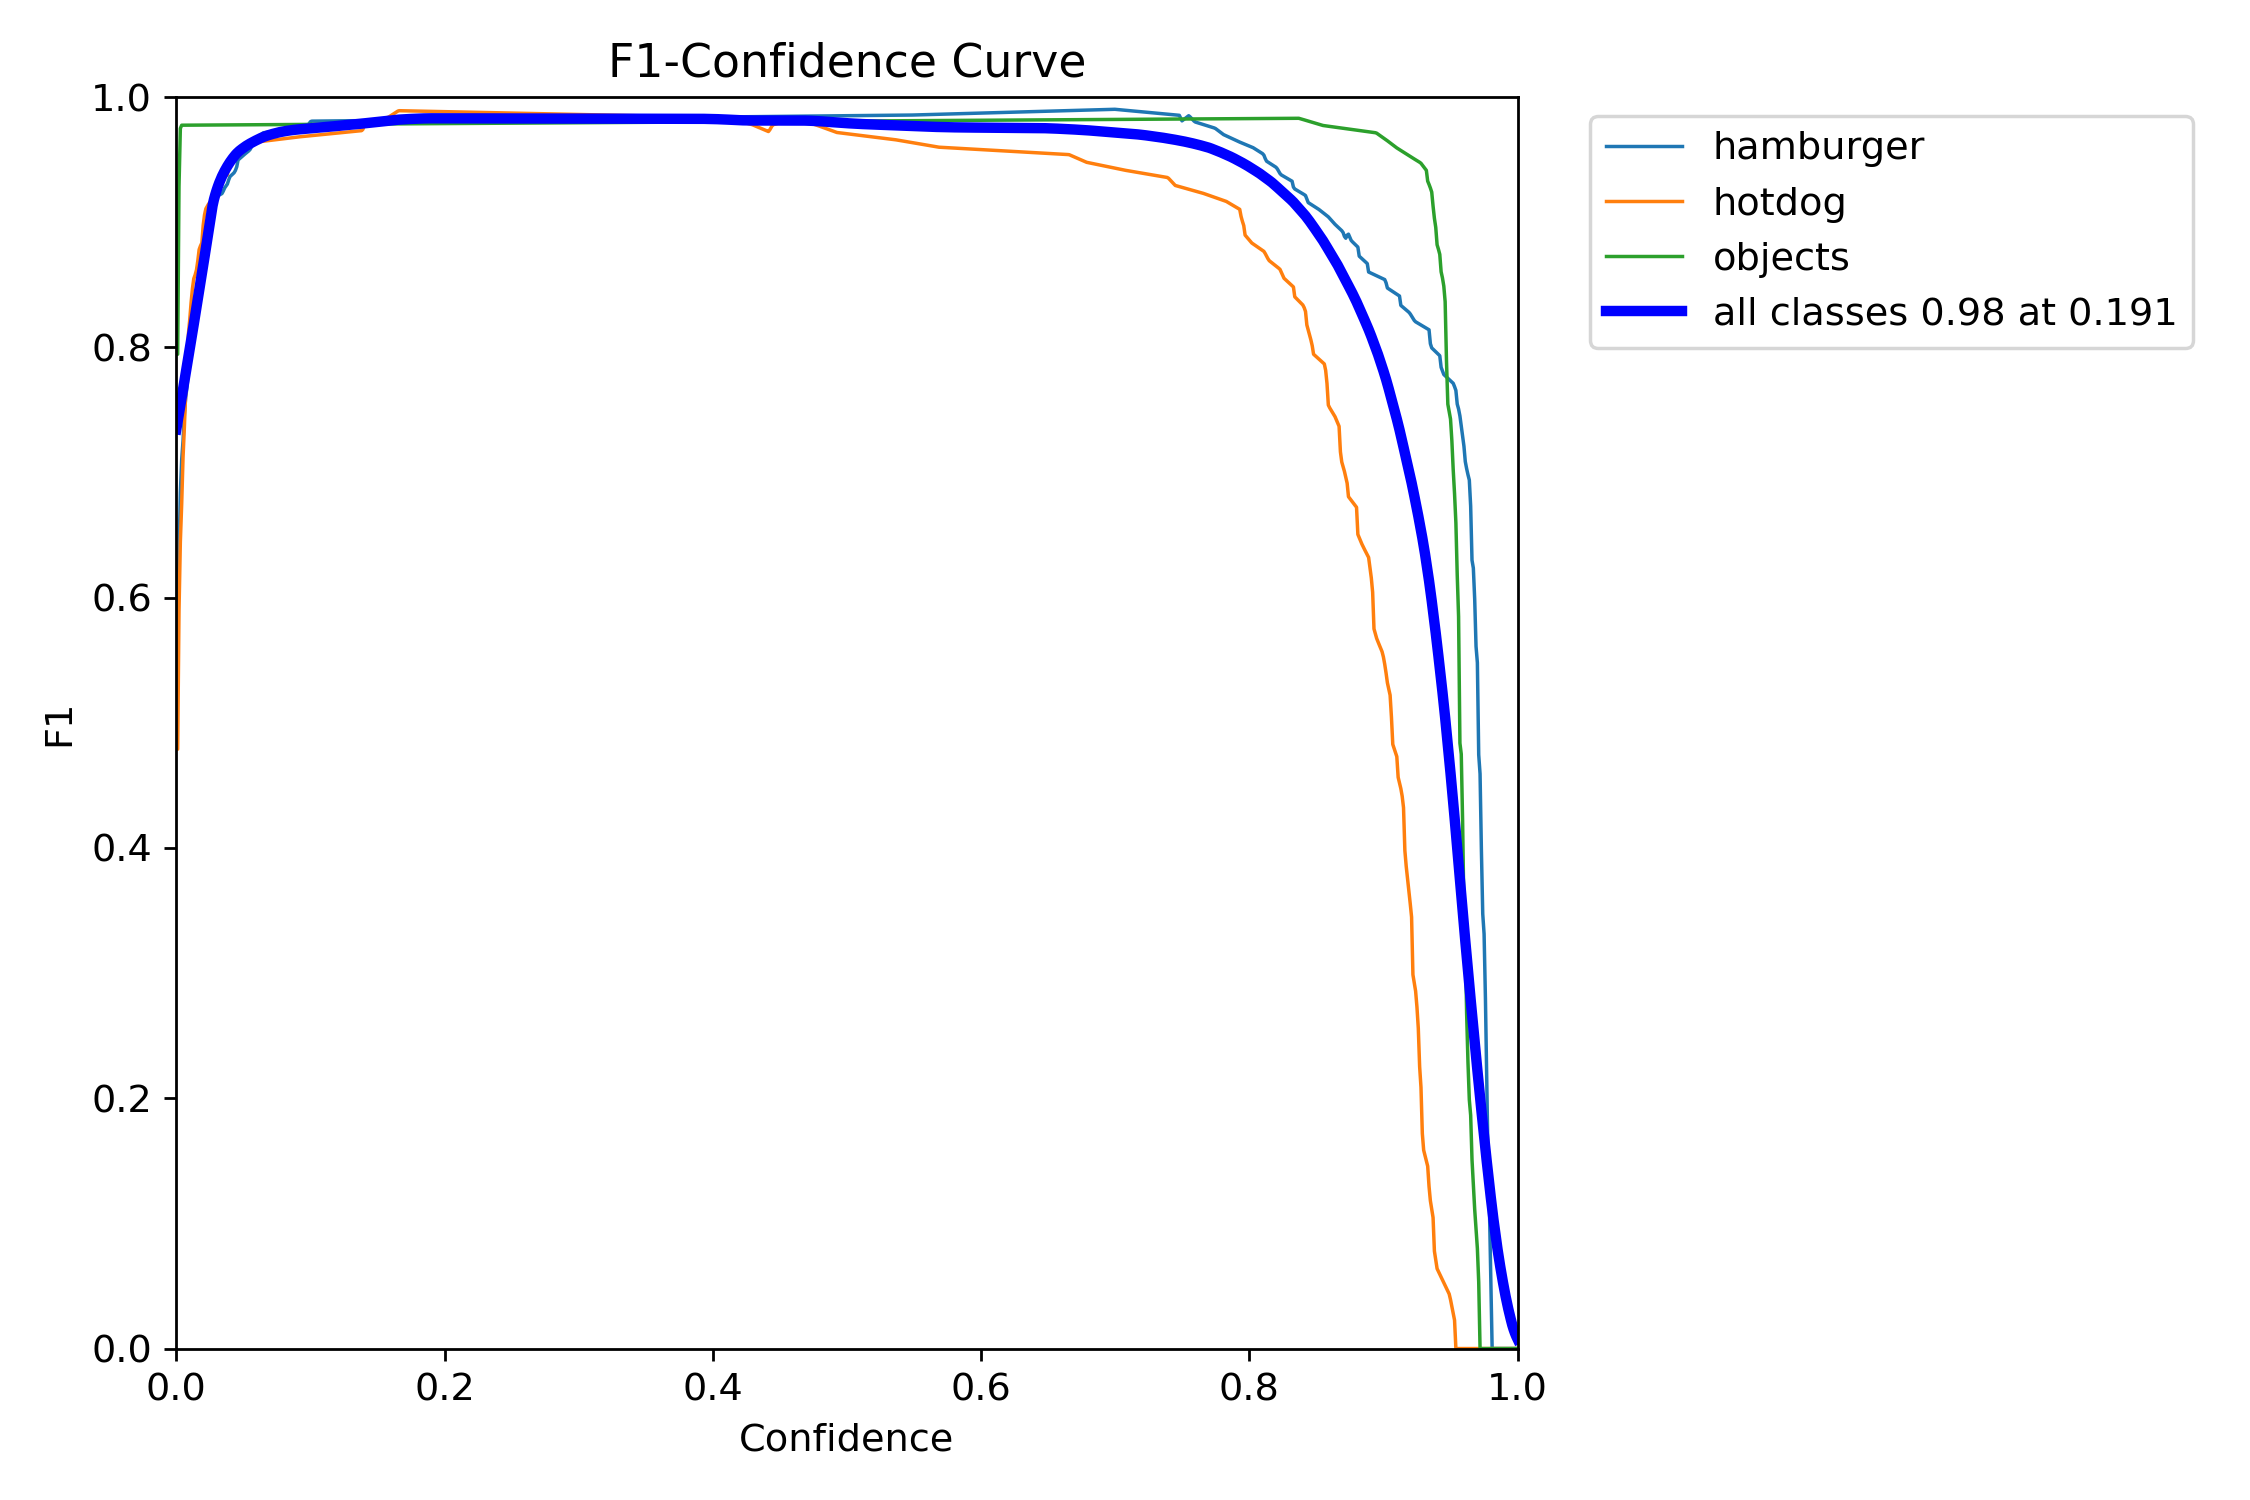 F1-Confidence Curve
1.0
0.8
0.6
0.4
0.2
0.0
F1
0.0 0.2 0.4 0.6 0.8 1.0
Confidence
hamburger
hotdog
objects
all classes 0.98 at 0.191